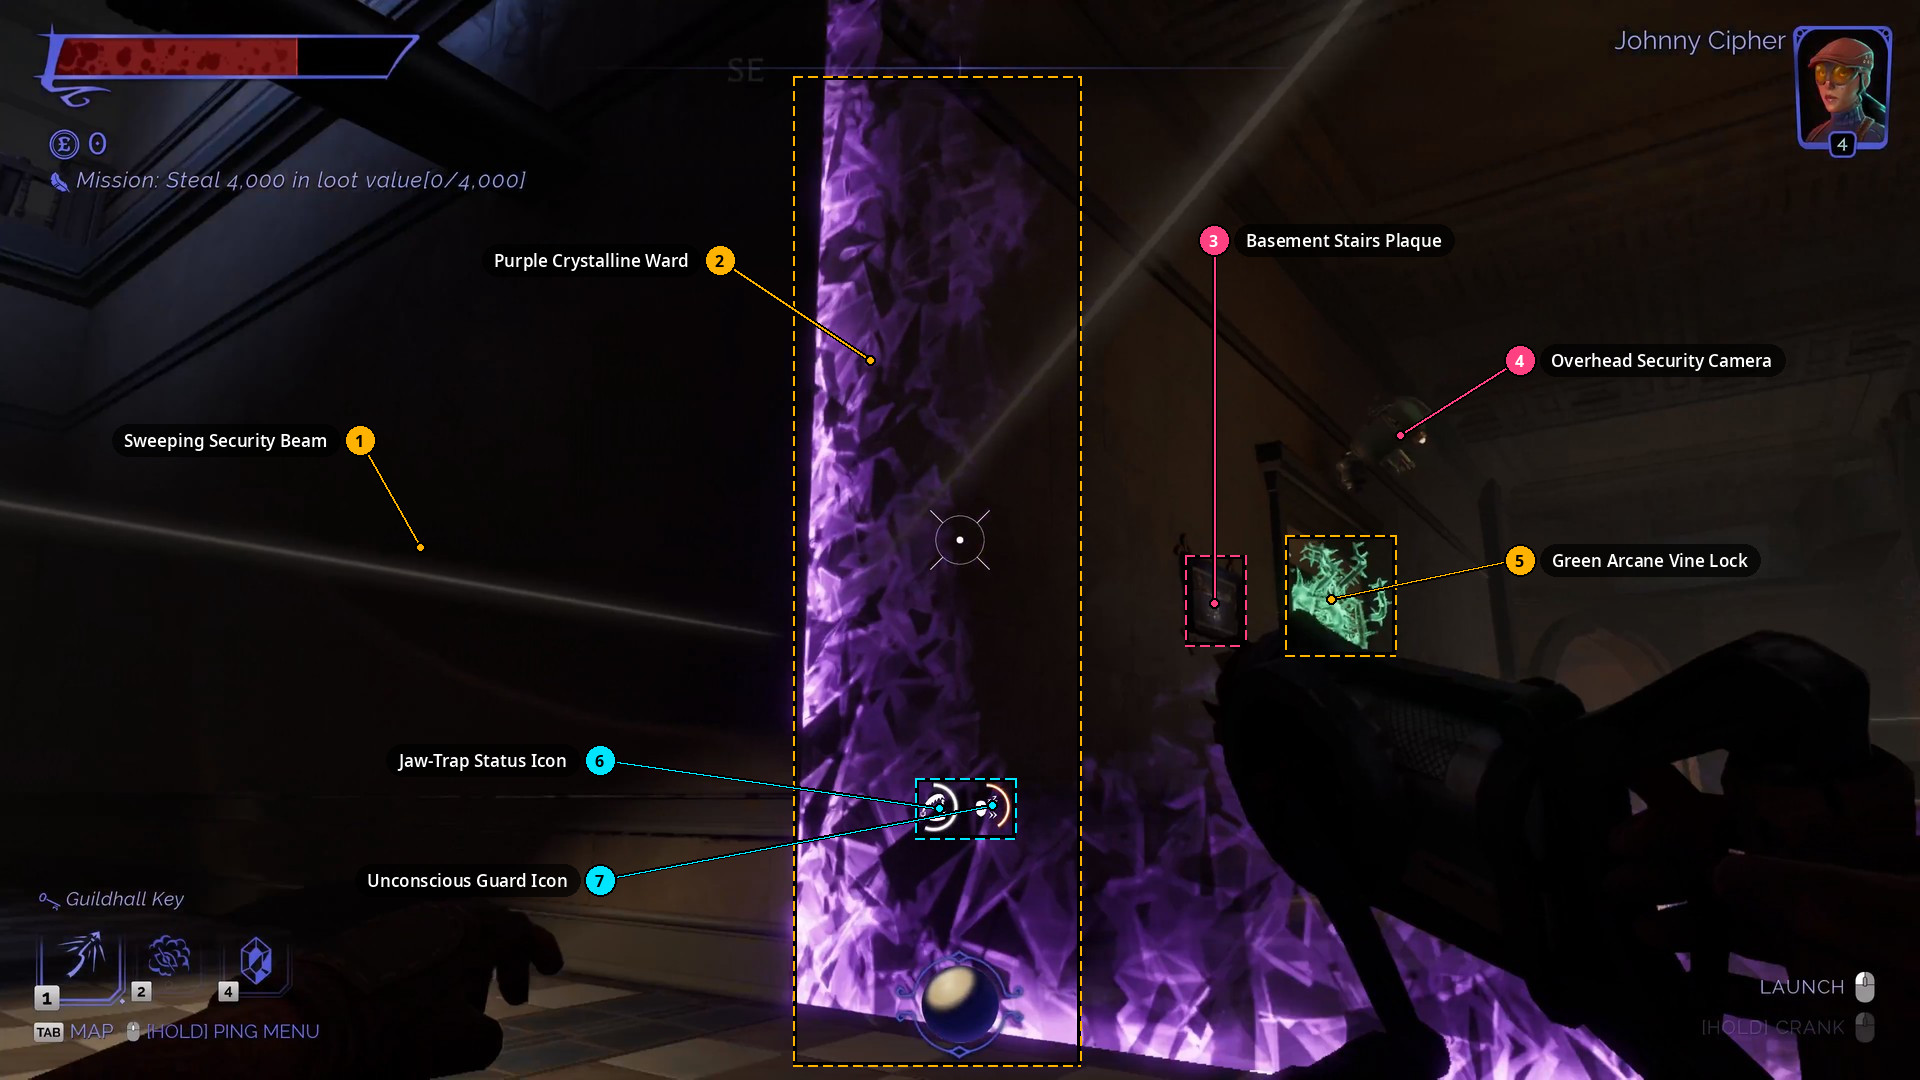 SE
Johnny Cipher
4
£ 0
Mission: Steal 4,000 in loot value[0/4,000]
3 Basement Stairs Plaque
Purple Crystalline Ward 2
4 Overhead Security Camera
Sweeping Security Beam 1
5 Green Arcane Vine Lock
Jaw-Trap Status Icon 6
Unconscious Guard Icon 7
Guildhall Key
1 2 4
TAB MAP [HOLD] PING MENU
LAUNCH
[HOLD] CRANK